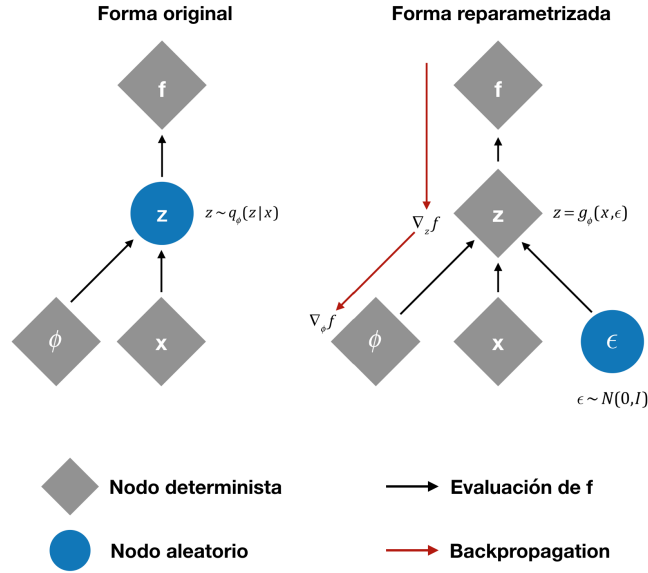 Forma original
Forma reparametrizada
f
z
z ~ q_ϕ(z|x)
ϕ
x
f
∇_z f
z
z = g_ϕ(x,ϵ)
∇_ϕ f
ϕ
x
ϵ
ϵ ~ N(0,I)
Nodo determinista
Evaluación de f
Nodo aleatorio
Backpropagation